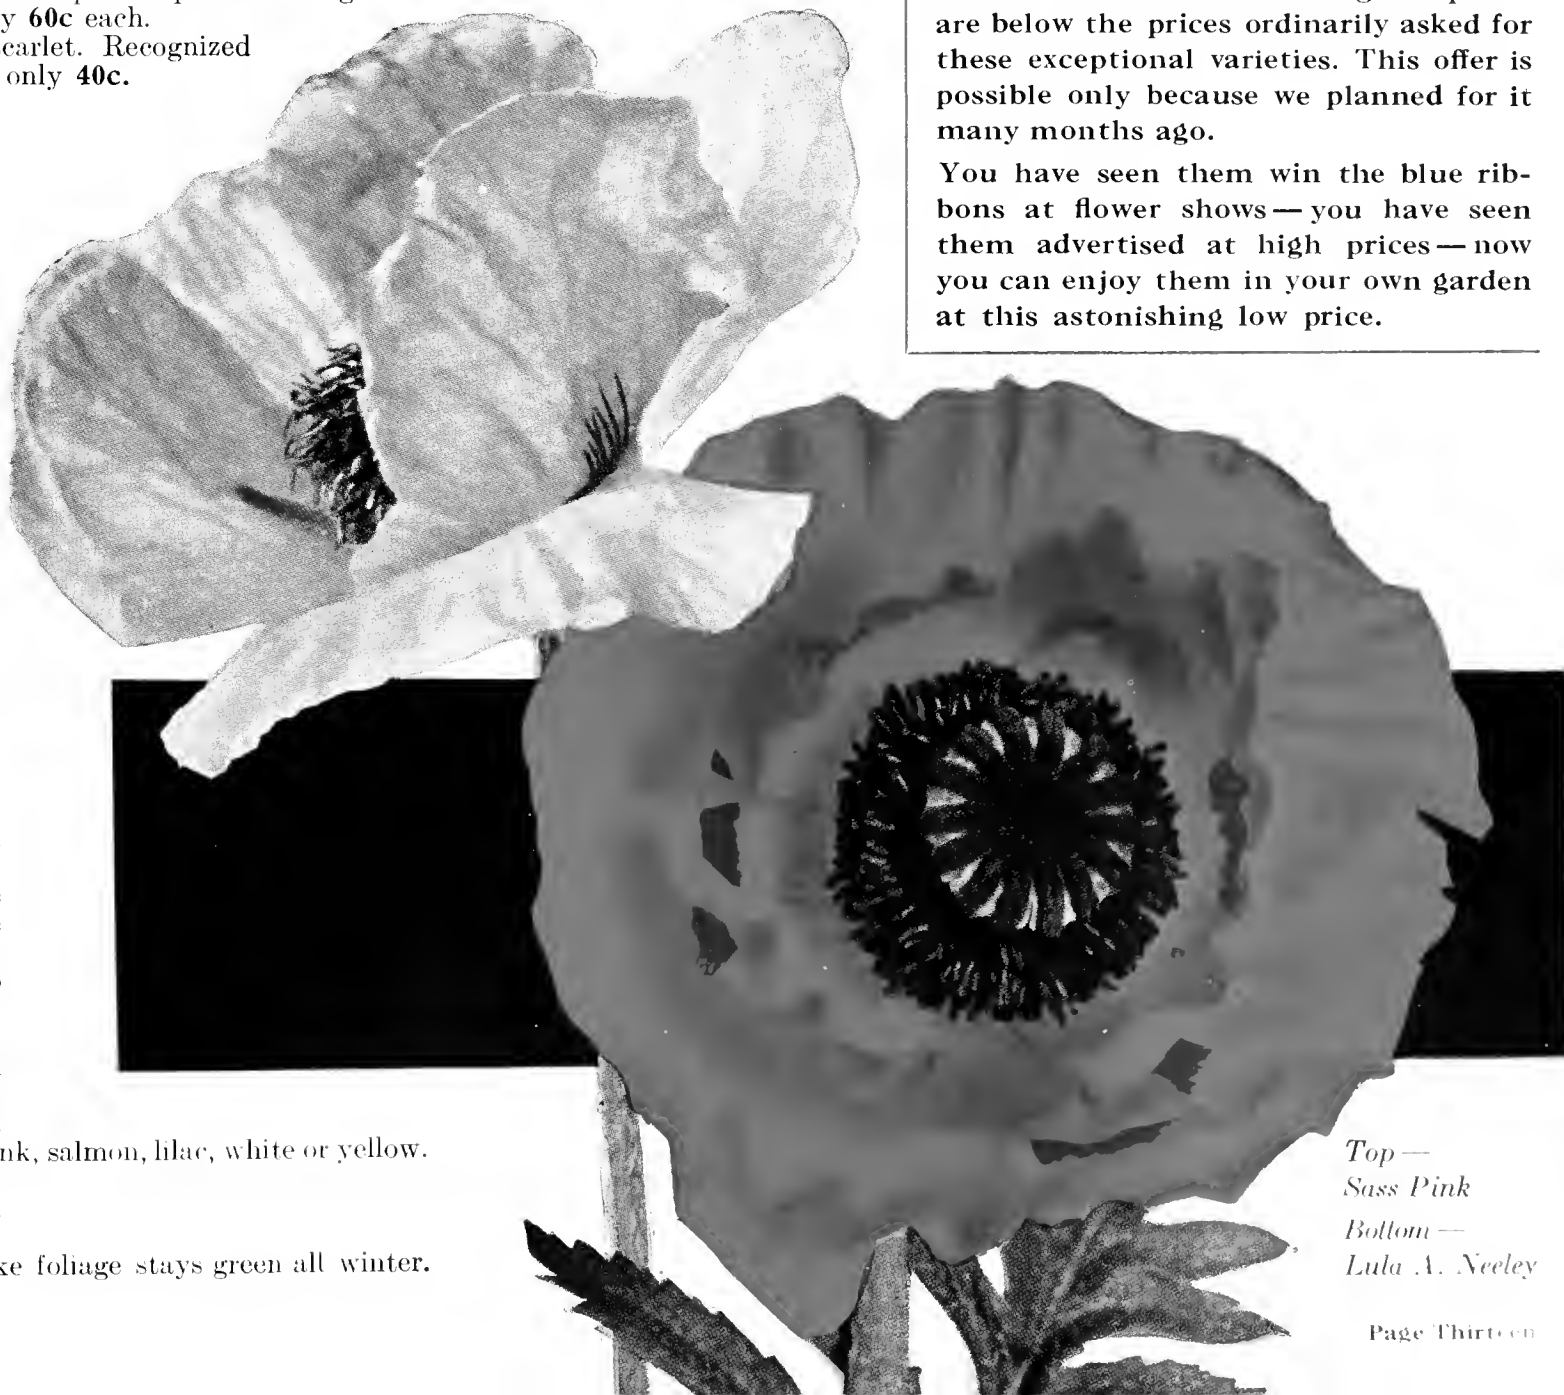 y 60c each.
carlet. Recognized
only 40c.
are below the prices ordinarily asked for
these exceptional varieties. This offer is
possible only because we planned for it
many months ago.
You have seen them win the blue rib-
bons at flower shows — you have seen
them advertised at high prices — now
you can enjoy them in your own garden
at this astonishing low price.
nk, salmon, lilac, white or yellow.
ke foliage stays green all winter.
Top —
Sass Pink
Bottom —
Lula A. Neeley
Page Thirteen